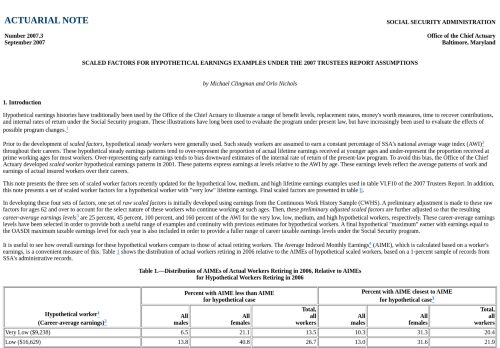 ACTUARIAL NOTE
SOCIAL SECURITY ADMINISTRATION
Number 2007.3
Office of the Chief Actuary
September 2007
Baltimore, Maryland
SCALED FACTORS FOR HYPOTHETICAL EARNINGS EXAMPLES UNDER THE 2007 TRUSTEES REPORT ASSUMPTIONS
by Michael Clingman and Orlo Nichols
1. Introduction
Hypothetical earnings histories have traditionally been used by the Office of the Chief Actuary to illustrate a range of benefit levels, replacement rates, money's worth measures, time to recover contributions,
and internal rates of return under the Social Security program. These illustrations have long been used to evaluate the program under present law, but have increasingly been used to evaluate the effects of
possible program changes.1
Prior to the development of scaled factors, hypothetical steady workers were generally used. Such steady workers are assumed to earn a constant percentage of SSA's national average wage index (AWI)2
throughout their careers. These hypothetical steady earnings patterns tend to over-represent the proportion of actual lifetime earnings received at younger ages and under-represent the proportion received at
prime working ages for most workers. Over-representing early earnings tends to bias downward estimates of the internal rate of return of the present-law program. To avoid this bias, the Office of the Chief
Actuary developed scaled worker hypothetical earnings patterns in 2001. These patterns express earnings at levels relative to the AWI by age. These earnings levels reflect the average patterns of work and
earnings of actual insured workers over their careers.
This note presents the three sets of scaled worker factors recently updated for the hypothetical low, medium, and high lifetime earnings examples used in table VI.F10 of the 2007 Trustees Report. In addition,
this note presents a set of scaled worker factors for a hypothetical worker with "very low" lifetime earnings. Final scaled factors are presented in table
In developing these four sets of factors, one set of raw scaled factors is initially developed using earnings from the Continuous Work History Sample (CWHS). A preliminary adjustment is made to these raw
factors for ages 62 and over to account for the select nature of these workers who continue working at such ages. Then, these preliminary adjusted scaled factors are further adjusted so that the resulting
career-average earnings levels3 are 25 percent, 45 percent, 100 percent, and 160 percent of the AWI for the very low, low, medium, and high hypothetical workers, respectively. These career-average earnings
levels have been selected in order to provide both a useful range of examples and continuity with previous examples for hypothetical workers. A final hypothetical "maximum" earner with earnings equal to
the OASDI maximum taxable earnings level for each year is also included in order to provide a fuller range of career taxable earnings levels under the Social Security program.
It is useful to see how overall earnings for these hypothetical workers compare to those of actual retiring workers. The Average Indexed Monthly Earnings4 (AIME), which is calculated based on a worker's
earnings, is a convenient measure of this. Table 1 shows the distribution of actual workers retiring in 2006 relative to the AIMEs of hypothetical scaled workers, based on a 1-percent sample of records from
SSA's administrative records.
Table 1.—Distribution of AIMEs of Actual Workers Retiring in 2006, Relative to AIMEs
for Hypothetical Workers Retiring in 2006
Percent with AIME less than AIME for hypothetical case
Percent with AIME closest to AIME for hypothetical case
Hypothetical worker
(Career-average earnings)
All males
All females
Total, all workers
All males
All females
Total, all workers
Very Low ($9,238) 6.5 21.1 13.5 10.3 31.3 20.4
Low ($16,629) 13.8 40.8 26.7 13.0 31.6 21.9